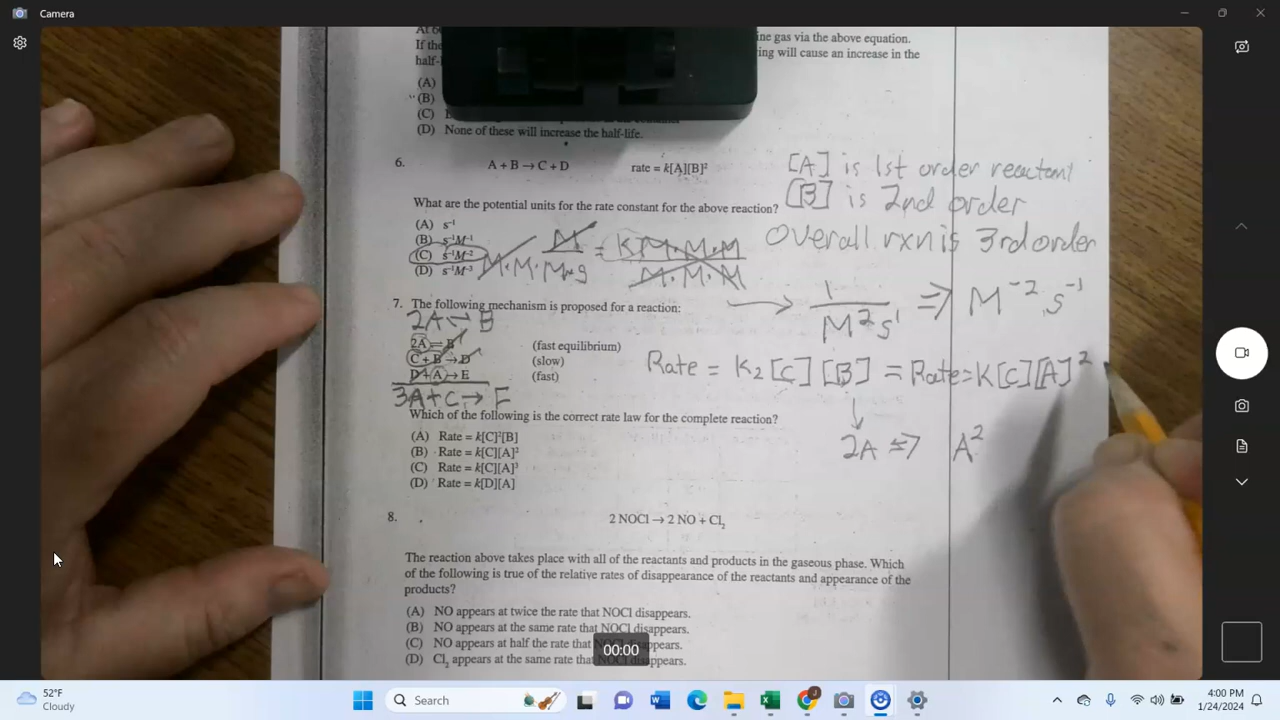 Camera
ine gas via the above equation.
If the
ing will cause an increase in the
half-
(A)
(B)
(C)
(D) None of these will increase the half-life.
6. A + B → C + D rate = k[A][B]²
[A] is 1st order reactant
[B] is 2nd order
Overall rxn is 3rd order
What are the potential units for the rate constant for the above reaction?
(A) s⁻¹
(B) s⁻¹M⁻¹
(C) s⁻¹M⁻²
(D) s⁻¹M⁻³
M = K M·M·M
M·M·M·s M·M·M
1 ⇒ M⁻² s⁻¹
M² s¹
7. The following mechanism is proposed for a reaction:
2A ↔ B
2A = B (fast equilibrium)
C + B → D (slow)
D + A → E (fast)
3A + C → E
Rate = K₂ [C] [B] = Rate = K[C][A]²
2A ⇌ A²
Which of the following is the correct rate law for the complete reaction?
(A) Rate = k[C]²[B]
(B) Rate = k[C][A]²
(C) Rate = k[C][A]³
(D) Rate = k[D][A]
8. 2 NOCl → 2 NO + Cl₂
The reaction above takes place with all of the reactants and products in the gaseous phase. Which
of the following is true of the relative rates of disappearance of the reactants and appearance of the
products?
(A) NO appears at twice the rate that NOCl disappears.
(B) NO appears at the same rate that NOCl disappears.
(C) NO appears at half the rate that NOCl disappears.
(D) Cl₂ appears at the same rate that NOCl disappears.
00:00
52°F
Cloudy
Search
4:00 PM
1/24/2024